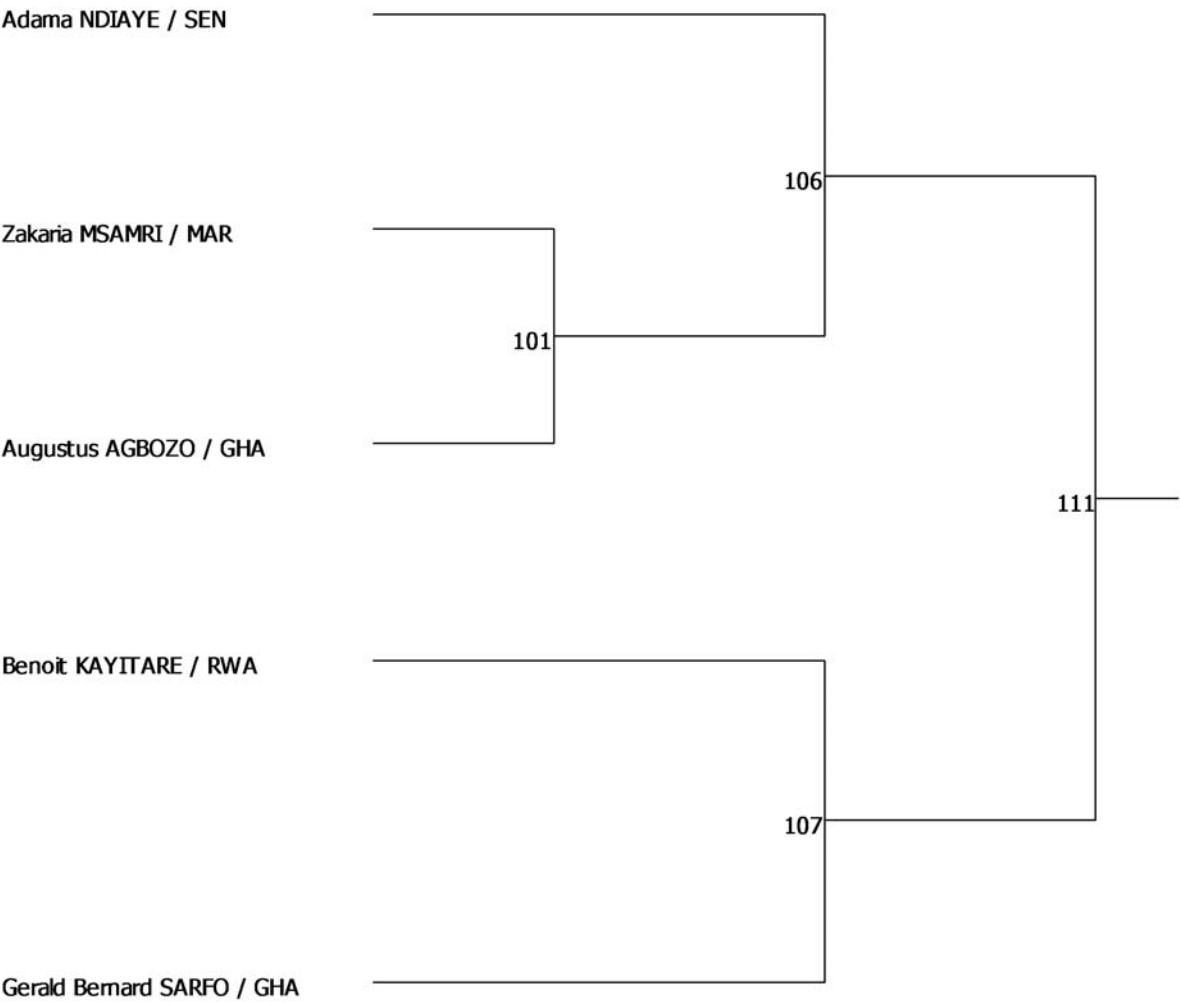 Adama NDIAYE / SEN
106
Zakaria MSAMRI / MAR
101
Augustus AGBOZO / GHA
111
Benoit KAYITARE / RWA
107
Gerald Bernard SARFO / GHA